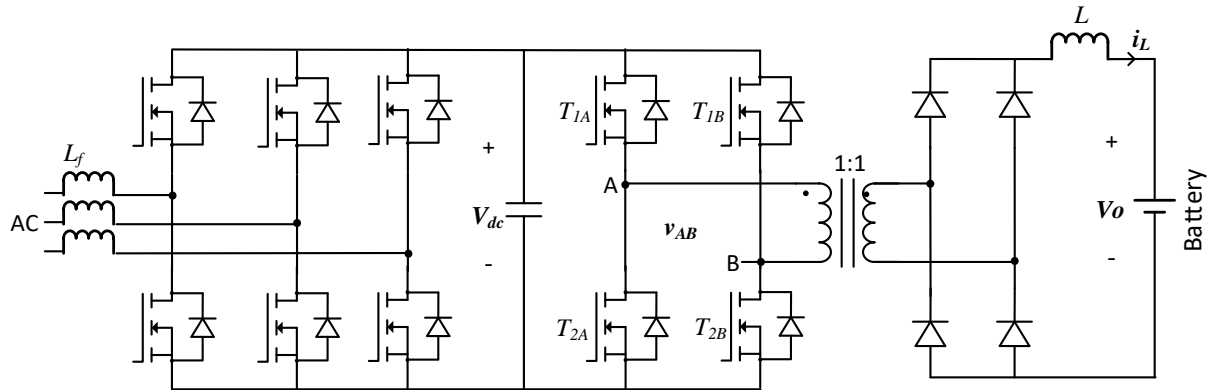 L
i_L
T_1A
T_1B
+
L_f
1:1
+
A
AC
V_dc
v_AB
Vo
Battery
-
B
-
T_2A
T_2B